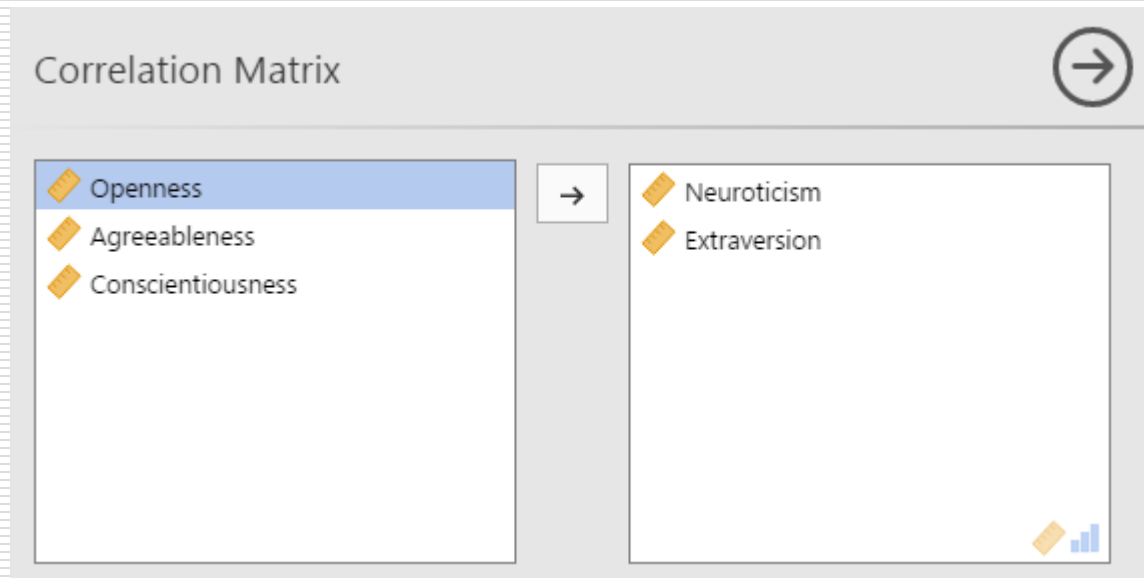 Correlation Matrix
Openness
Agreeableness
Conscientiousness
Neuroticism
Extraversion